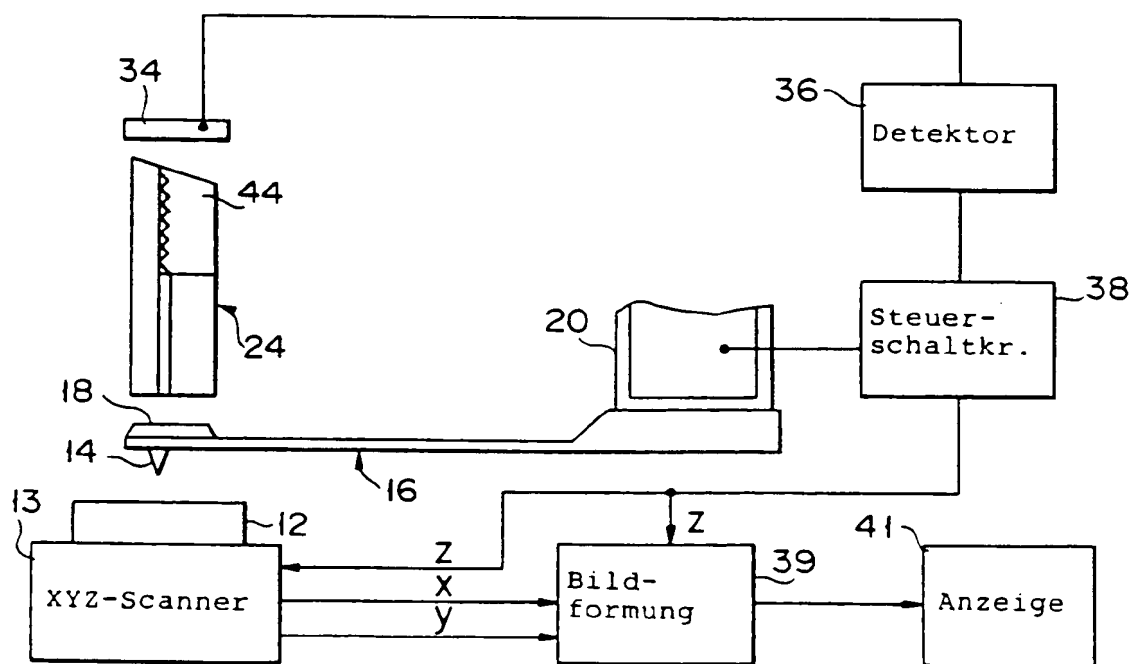 34
36
Detektor
44
24
20
Steuer-
schaltkr.
38
18
14
16
13
12
z
x
y
XYZ-Scanner
z
Bild-
formung
39
41
Anzeige